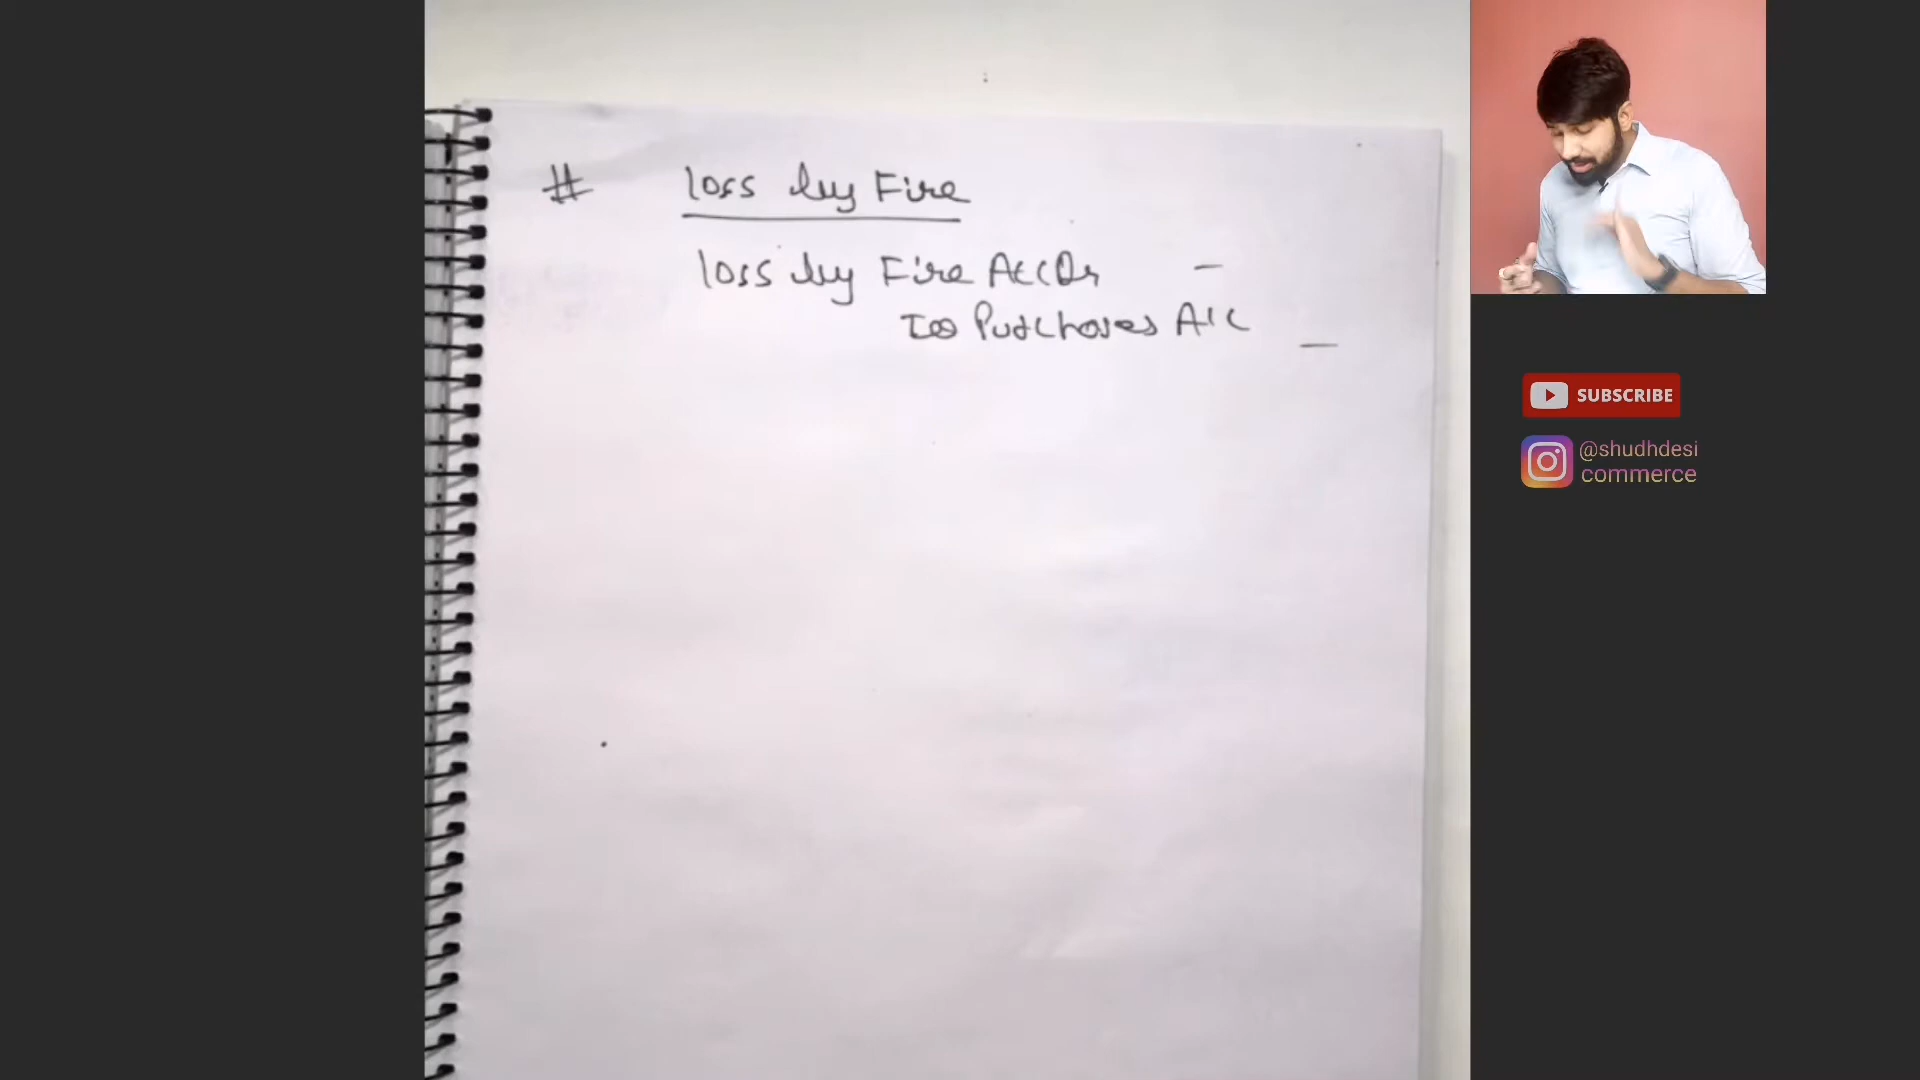 # Loss by Fire
Loss by Fire A/c Dr —
To Purchases A/c —
SUBSCRIBE
@shudhdesi
commerce